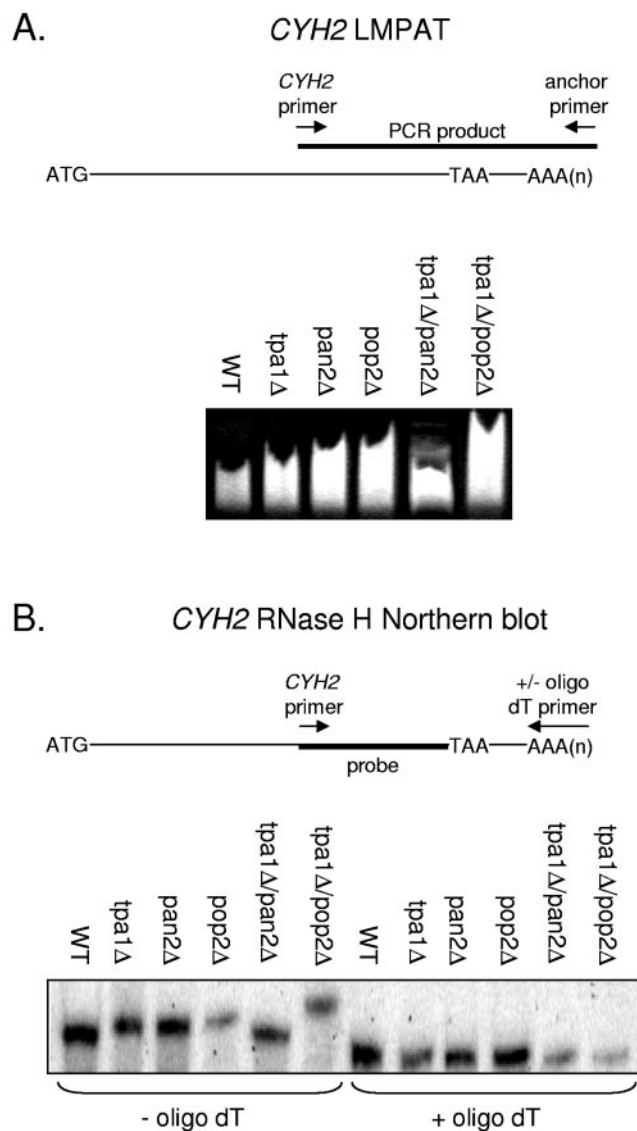 A.
CYH2 LMPAT
CYH2 primer
anchor primer
PCR product
ATG
TAA
AAA(n)
WT
tpa1Δ
pan2Δ
pop2Δ
tpa1Δ/pan2Δ
tpa1Δ/pop2Δ
B.
CYH2 RNase H Northern blot
CYH2 primer
+/- oligo dT primer
ATG
TAA
AAA(n)
probe
WT
tpa1Δ
pan2Δ
pop2Δ
tpa1Δ/pan2Δ
tpa1Δ/pop2Δ
WT
tpa1Δ
pan2Δ
pop2Δ
tpa1Δ/pan2Δ
tpa1Δ/pop2Δ
- oligo dT
+ oligo dT